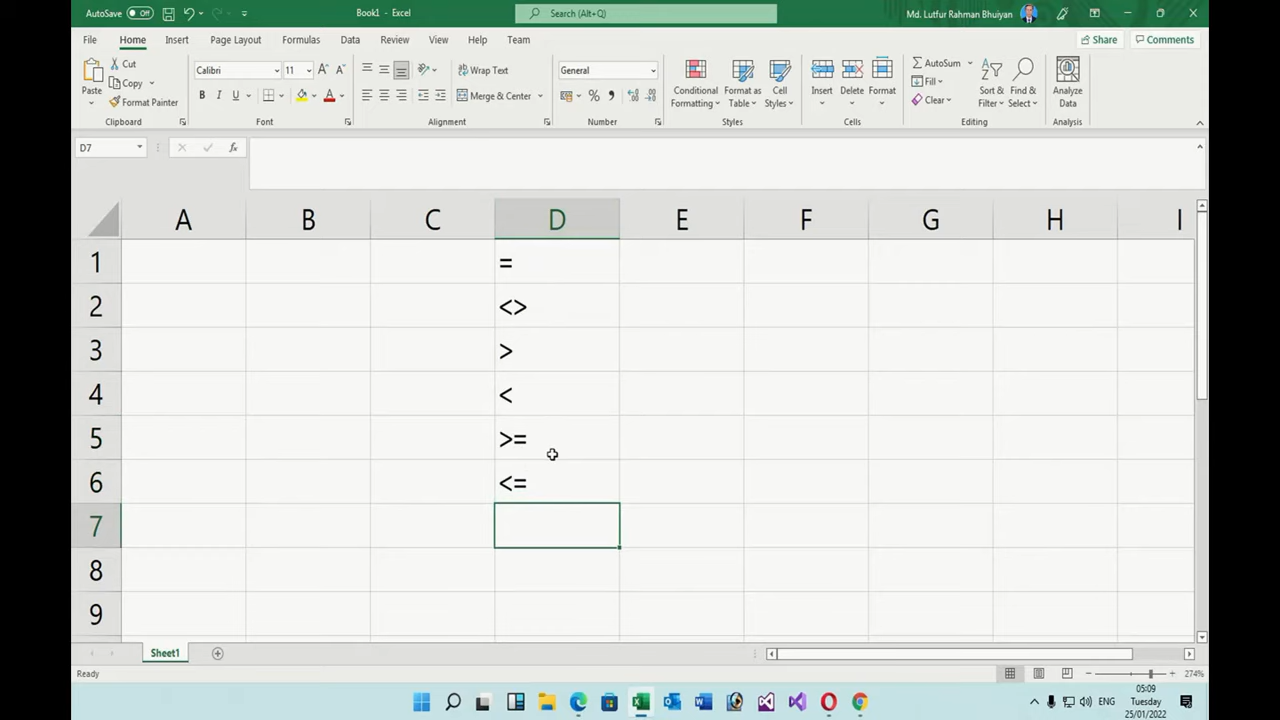 AutoSave Off Book1 - Excel Search (Alt+Q) Md. Lutfur Rahman Bhuiyan
File Home Insert Page Layout Formulas Data Review View Help Team Share Comments
Paste Cut Copy Format Painter
Clipboard
Calibri 11
B I U
Font
Wrap Text
Merge & Center
Alignment
General
Number
Conditional Formatting Format as Table Cell Styles
Styles
Insert Delete Format
Cells
AutoSum Fill Clear Sort & Filter Find & Select
Editing
Analyze Data
Analysis
D7 fx
A B C D E F G H I
1 =
2 <>
3 >
4 <
5 >=
6 <=
7
8
9
Sheet1
Ready 274%
ENG 05:09
Tuesday
25/01/2022